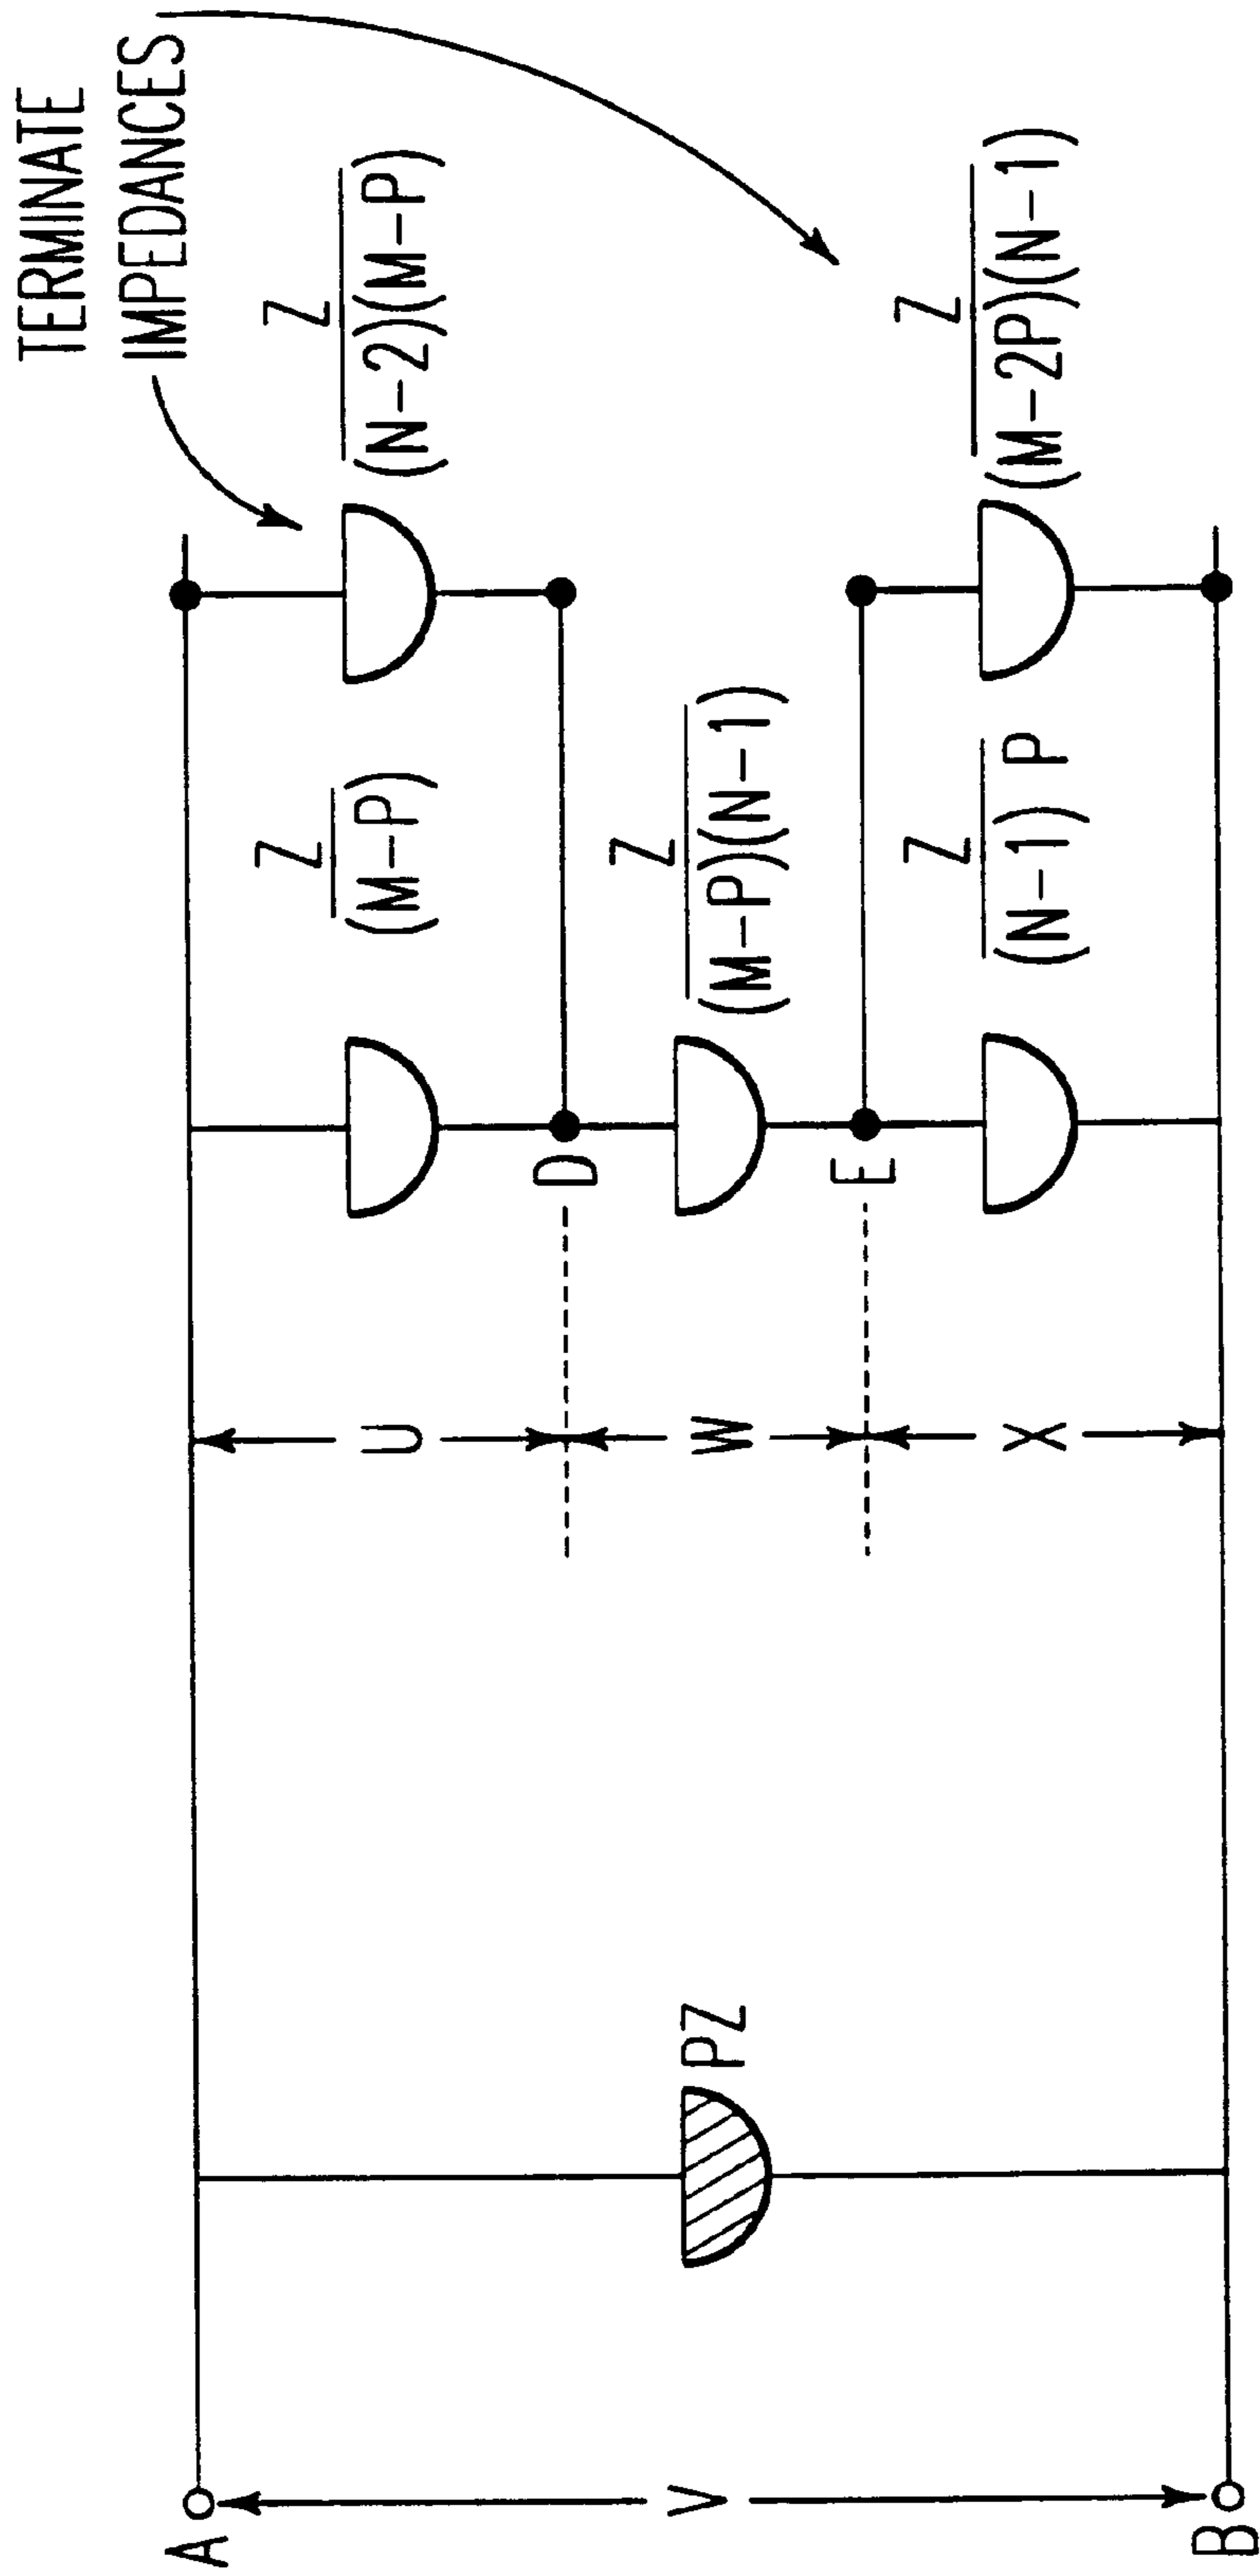 TERMINATE
IMPEDANCES
Z
(M-P)
Z
(N-2)(M-P)
Z
(M-P)(N-1)
Z
(N-1) P
Z
(M-2P)(N-1)
A
V
B
PZ
U
W
X
D
E